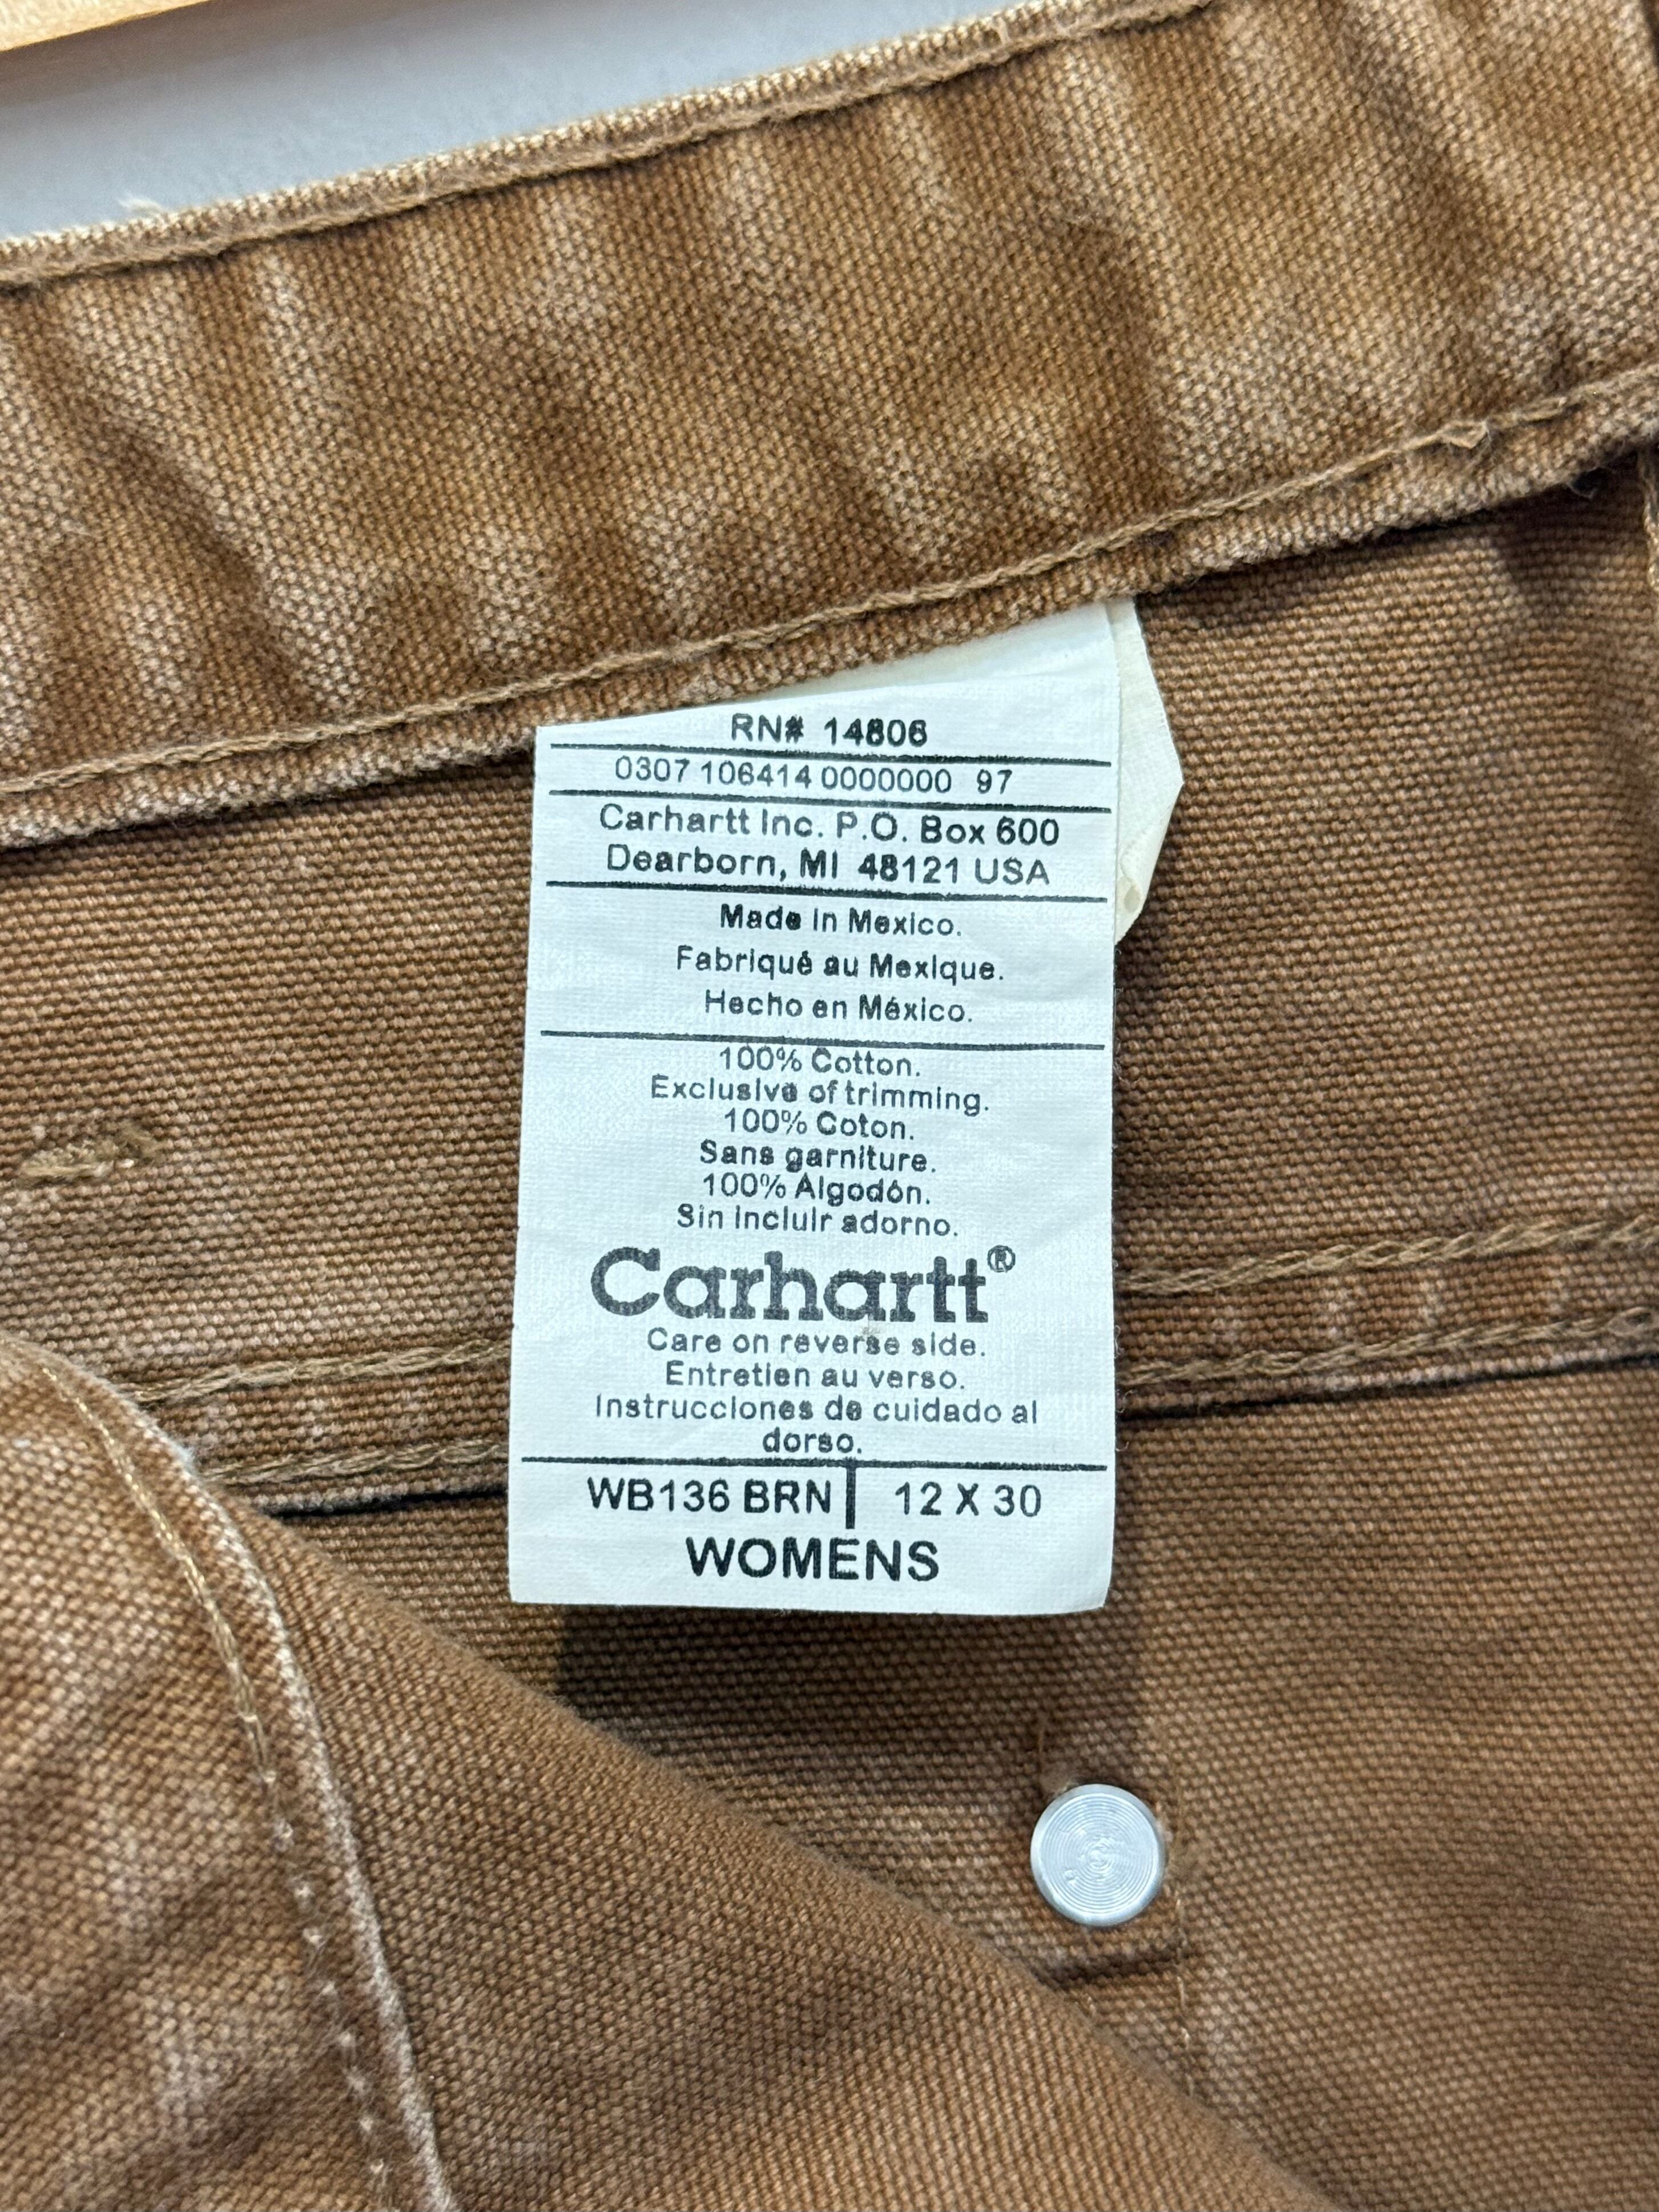 RN# 14806
0307 106414 0000000 97
Carhartt Inc. P.O. Box 600
Dearborn, MI 48121 USA
Made in Mexico.
Fabriqué au Mexique.
Hecho en México.
100% Cotton.
Exclusive of trimming.
100% Coton.
Sans garniture.
100% Algodón.
Sin incluir adorno.
Carhartt®
Care on reverse side.
Entretien au verso.
Instrucciones de cuidado al
dorso.
WB136 BRN | 12 X 30
WOMENS